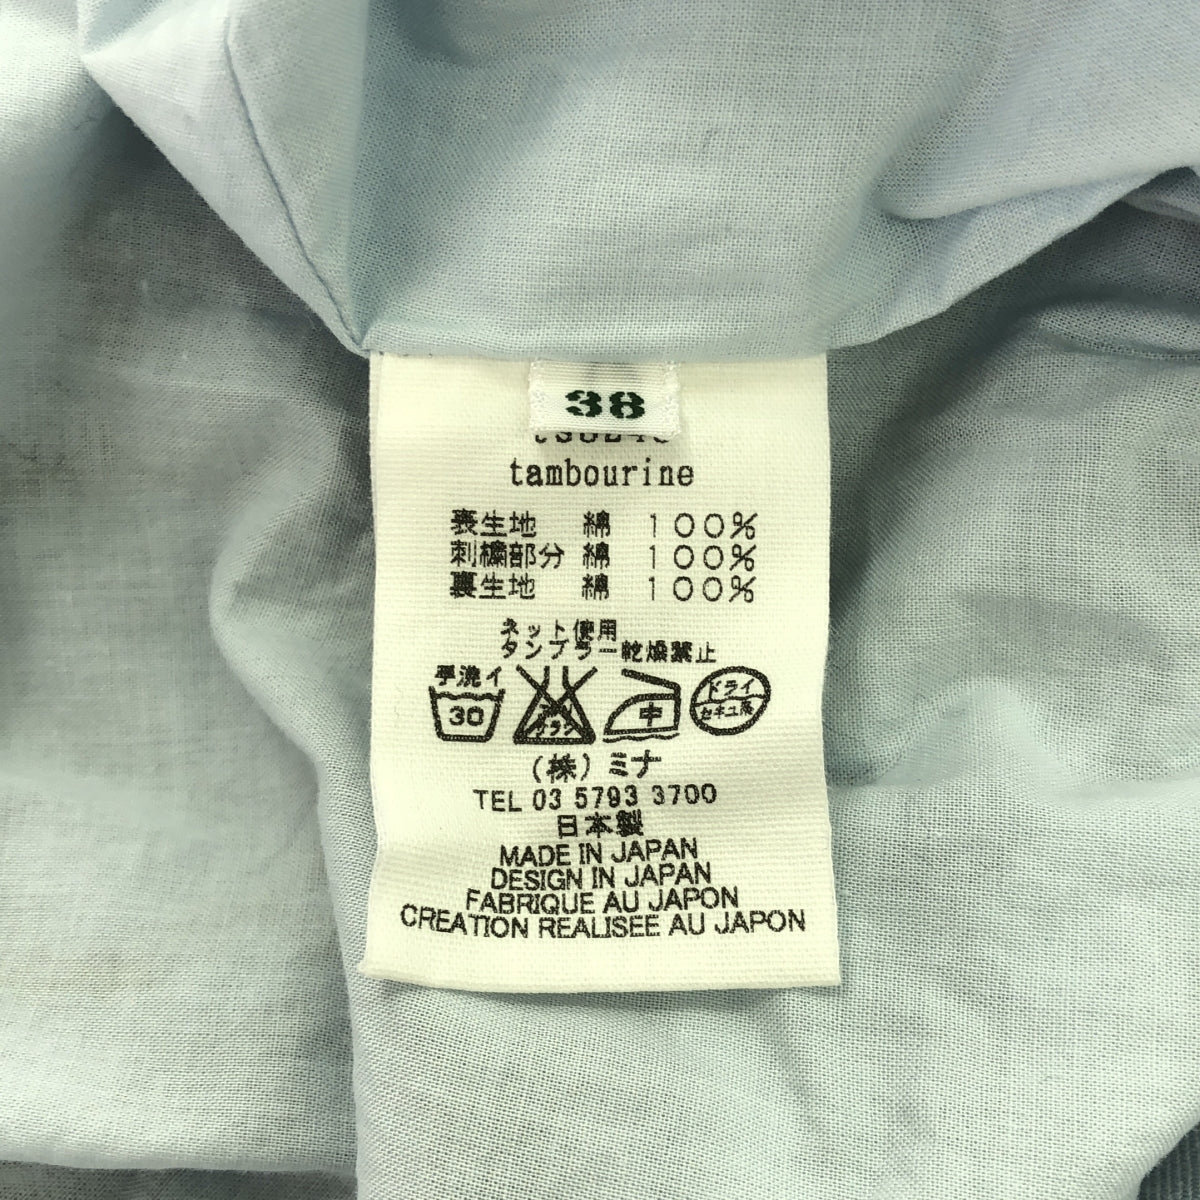 38
tambourine
表生地 綿 100%
刺繍部分 綿 100%
裏生地 綿 100%
ネット使用
タンブラー乾燥禁止
手洗イ
30
中
ドライ
セキユ系
(株)ミナ
TEL 03 5793 3700
日本製
MADE IN JAPAN
DESIGN IN JAPAN
FABRIQUE AU JAPON
CREATION REALISEE AU JAPON